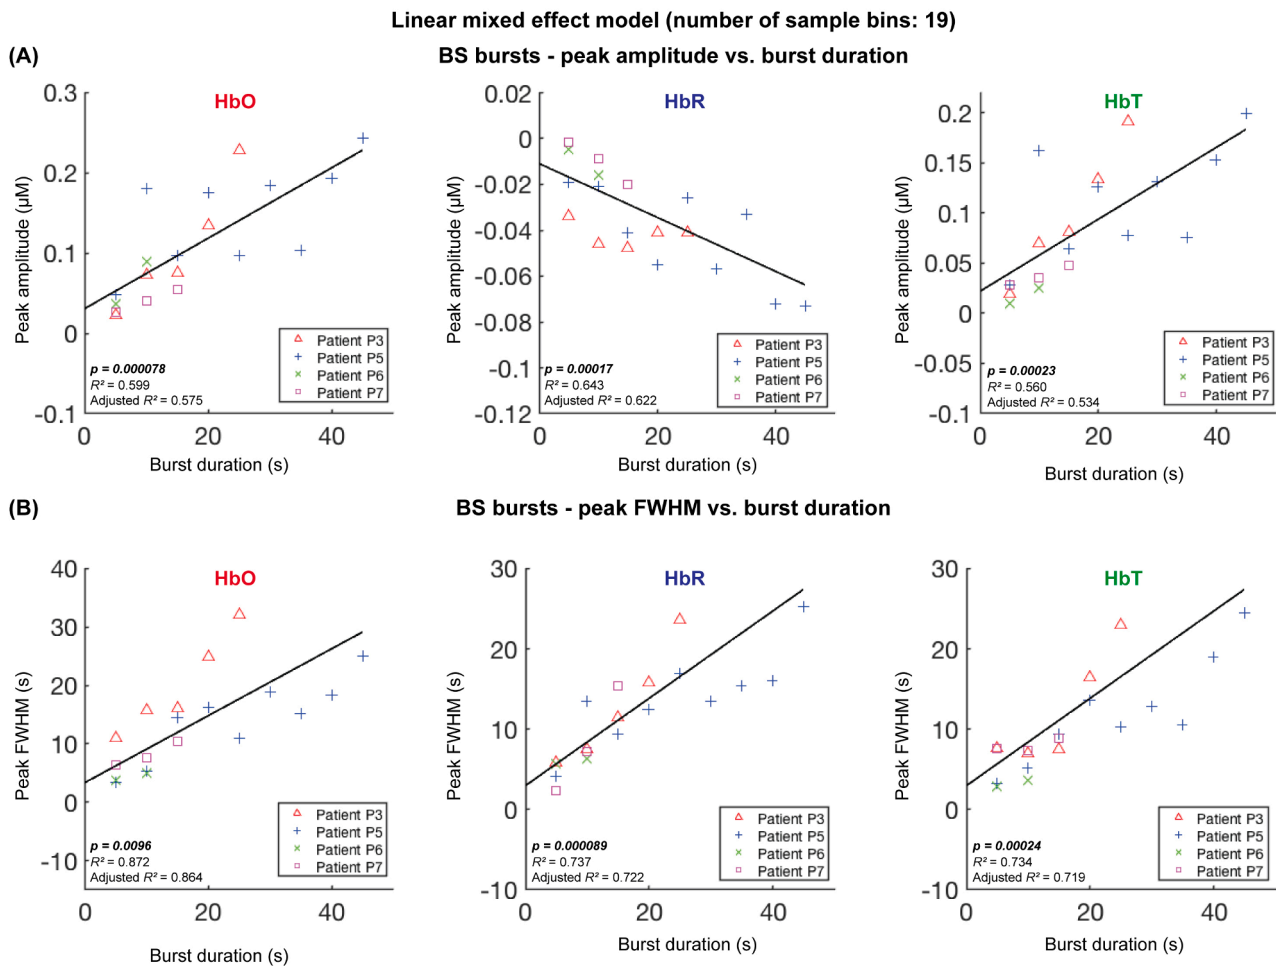 Linear mixed effect model (number of sample bins: 19)
(A)
BS bursts - peak amplitude vs. burst duration
HbO
Peak amplitude (µM)
0.3
0.2
0.1
0
-0.1
0
20
40
Burst duration (s)
p = 0.000078
R² = 0.599
Adjusted R² = 0.575
Patient P3
Patient P5
Patient P6
Patient P7
HbR
Peak amplitude (µM)
0.02
0
-0.02
-0.04
-0.06
-0.08
-0.1
-0.12
0
20
40
Burst duration (s)
p = 0.00017
R² = 0.643
Adjusted R² = 0.622
Patient P3
Patient P5
Patient P6
Patient P7
HbT
Peak amplitude (µM)
0.2
0.15
0.1
0.05
0
-0.05
-0.1
0
20
40
Burst duration (s)
p = 0.00023
R² = 0.560
Adjusted R² = 0.534
Patient P3
Patient P5
Patient P6
Patient P7
(B)
BS bursts - peak FWHM vs. burst duration
HbO
Peak FWHM (s)
40
30
20
10
0
-10
0
20
40
Burst duration (s)
p = 0.0096
R² = 0.872
Adjusted R² = 0.864
Patient P3
Patient P5
Patient P6
Patient P7
HbR
Peak FWHM (s)
30
20
10
0
-10
0
20
40
Burst duration (s)
p = 0.000089
R² = 0.737
Adjusted R² = 0.722
Patient P3
Patient P5
Patient P6
Patient P7
HbT
Peak FWHM (s)
30
20
10
0
-10
0
20
40
Burst duration (s)
p = 0.00024
R² = 0.734
Adjusted R² = 0.719
Patient P3
Patient P5
Patient P6
Patient P7